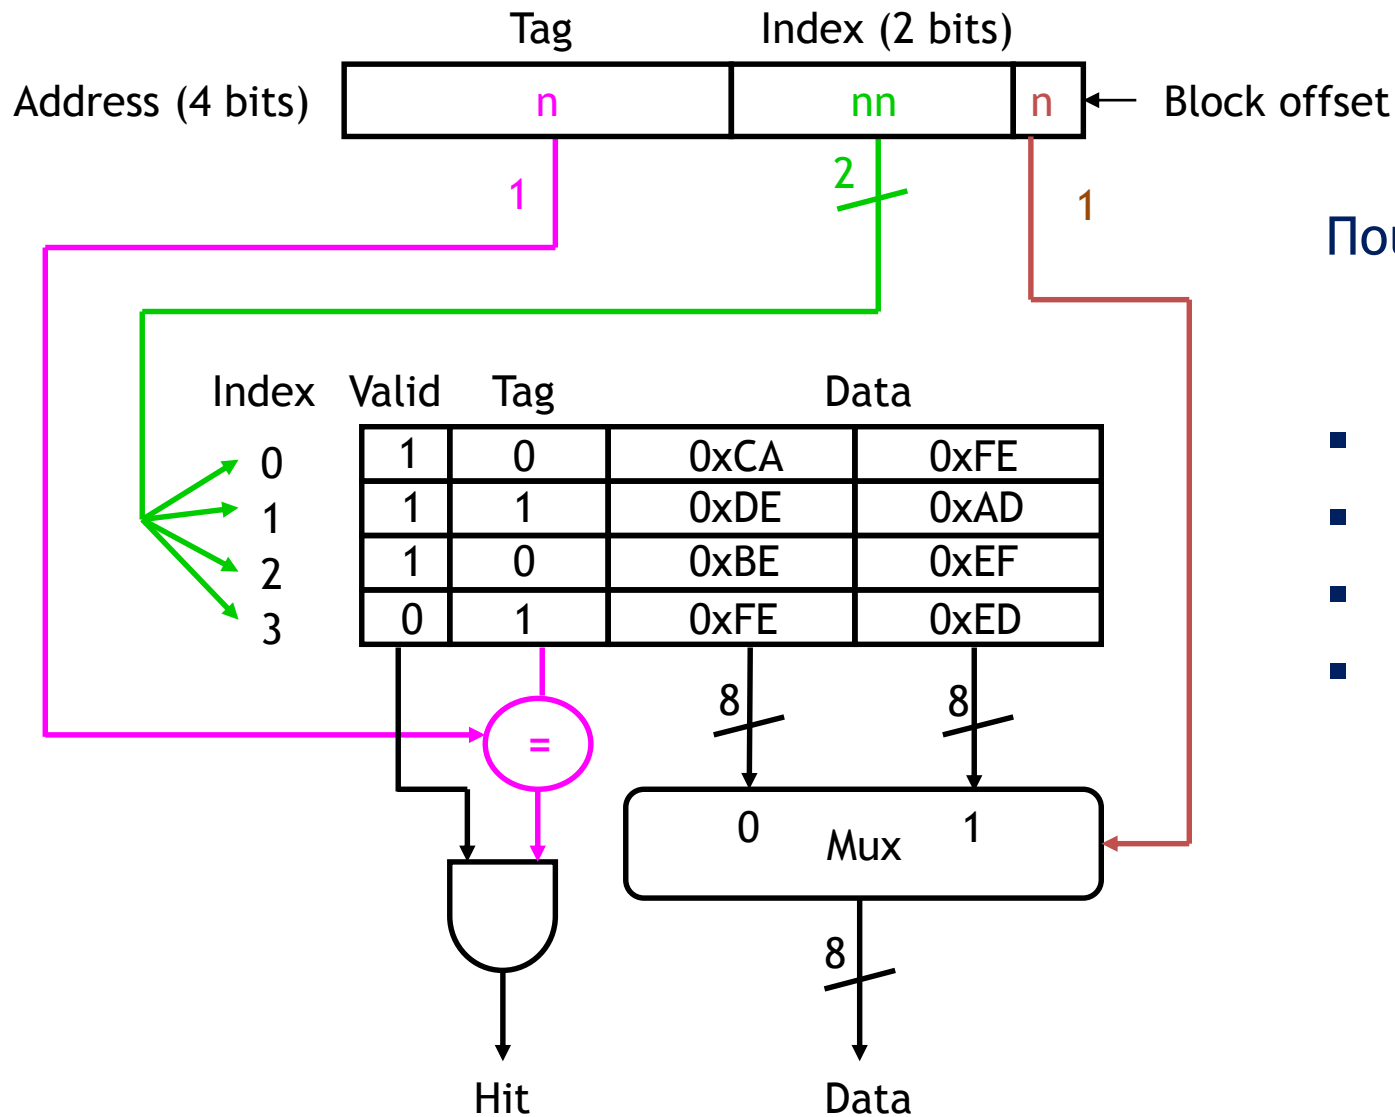 Tag Index (2 bits)
Address (4 bits) n nn n Block offset
1 2 1
Index Valid Tag Data
0 1 0 0xCA 0xFE
1 1 1 0xDE 0xAD
2 1 0 0xBE 0xEF
3 0 1 0xFE 0xED
8 8
=
0 1
Mux
8
Hit Data